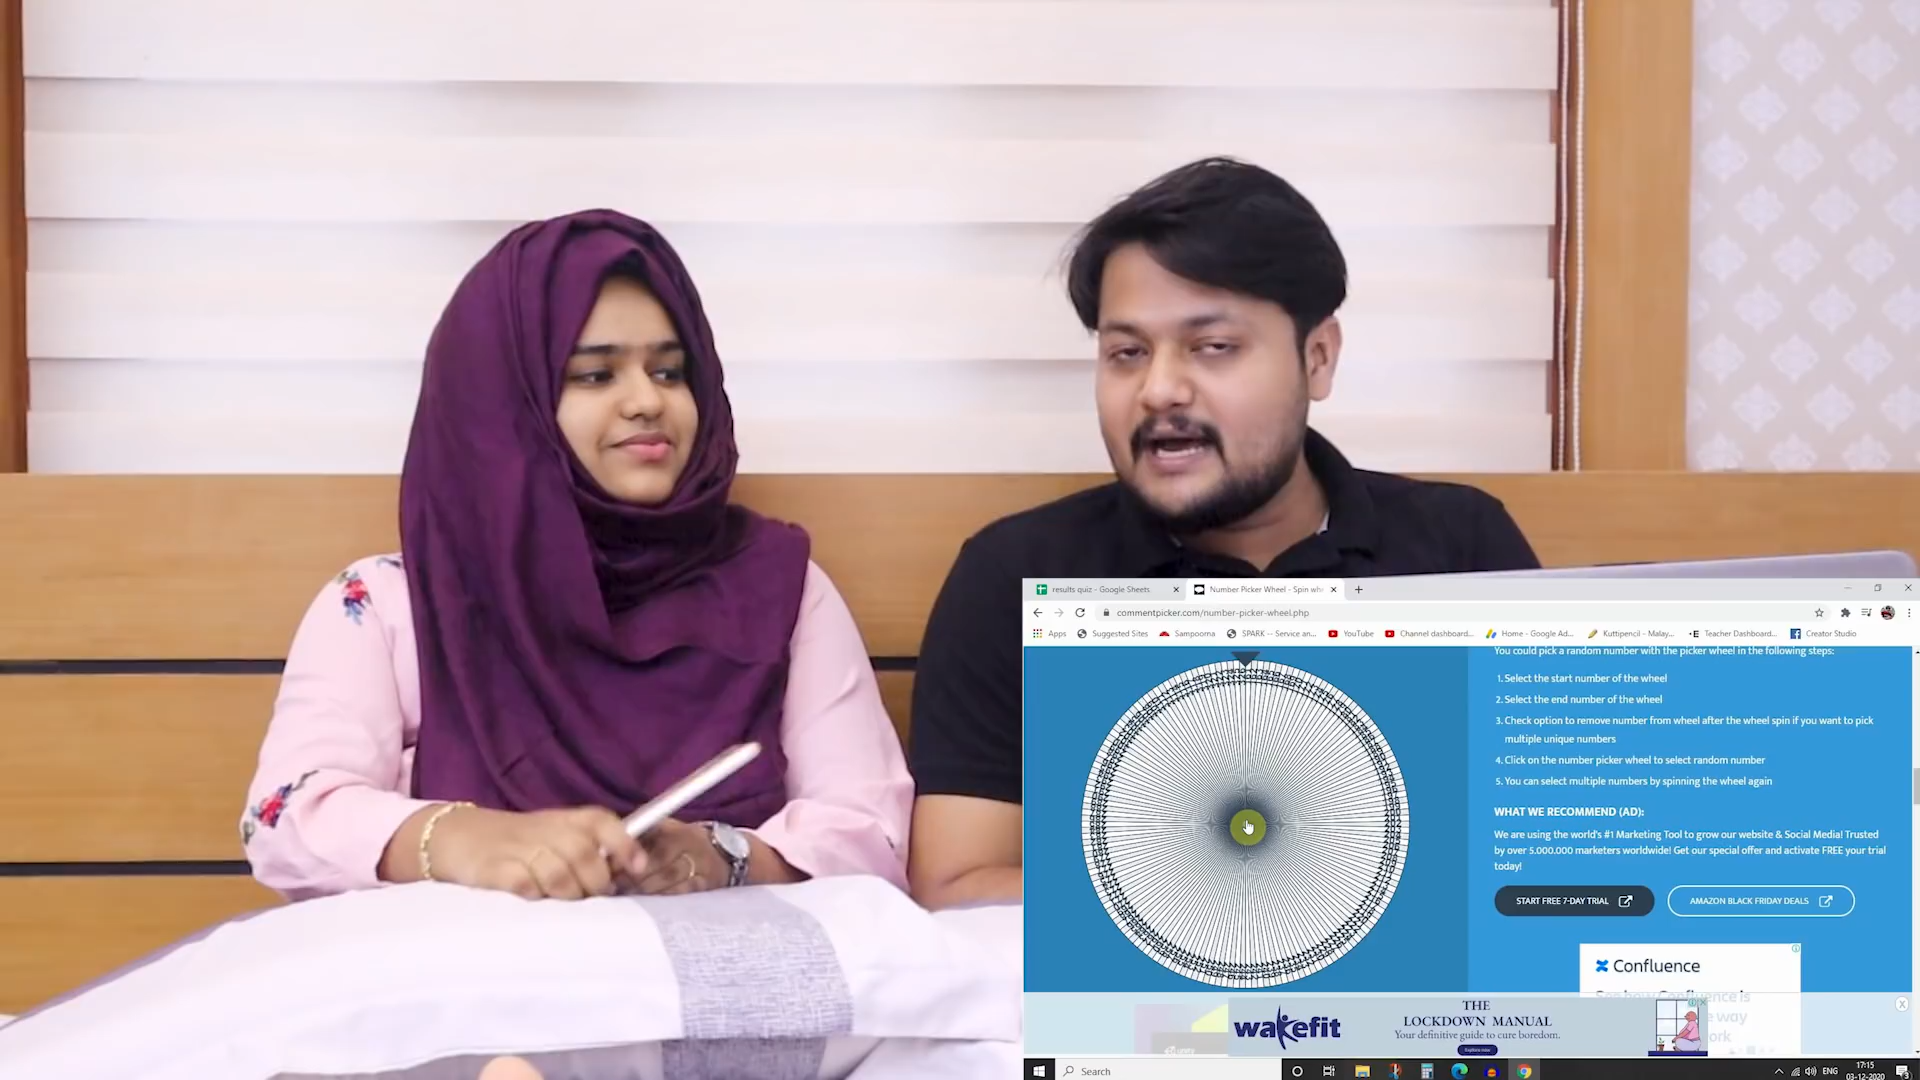 results quiz - Google Sheets
Number Picker Wheel - Spin whe
commentpicker.com/number-picker-wheel.php
Apps
Suggested Sites
Sampoorna
SPARK -- Service an...
YouTube
Channel dashboard...
Home - Google Ad...
Kuttipencil - Malay...
Teacher Dashboard...
Creator Studio
You could pick a random number with the picker wheel in the following steps:
1. Select the start number of the wheel
2. Select the end number of the wheel
3. Check option to remove number from wheel after the wheel spin if you want to pick
multiple unique numbers
4. Click on the number picker wheel to select random number
5. You can select multiple numbers by spinning the wheel again
WHAT WE RECOMMEND (AD):
We are using the world's #1 Marketing Tool to grow our website & Social Media! Trusted
by over 5.000.000 marketers worldwide! Get our special offer and activate FREE your trial
today!
START FREE 7-DAY TRIAL
AMAZON BLACK FRIDAY DEALS
Confluence
wakefit
THE
LOCKDOWN MANUAL
Your definitive guide to cure boredom.
Explore now
Search
ENG
17:15
03-12-2020